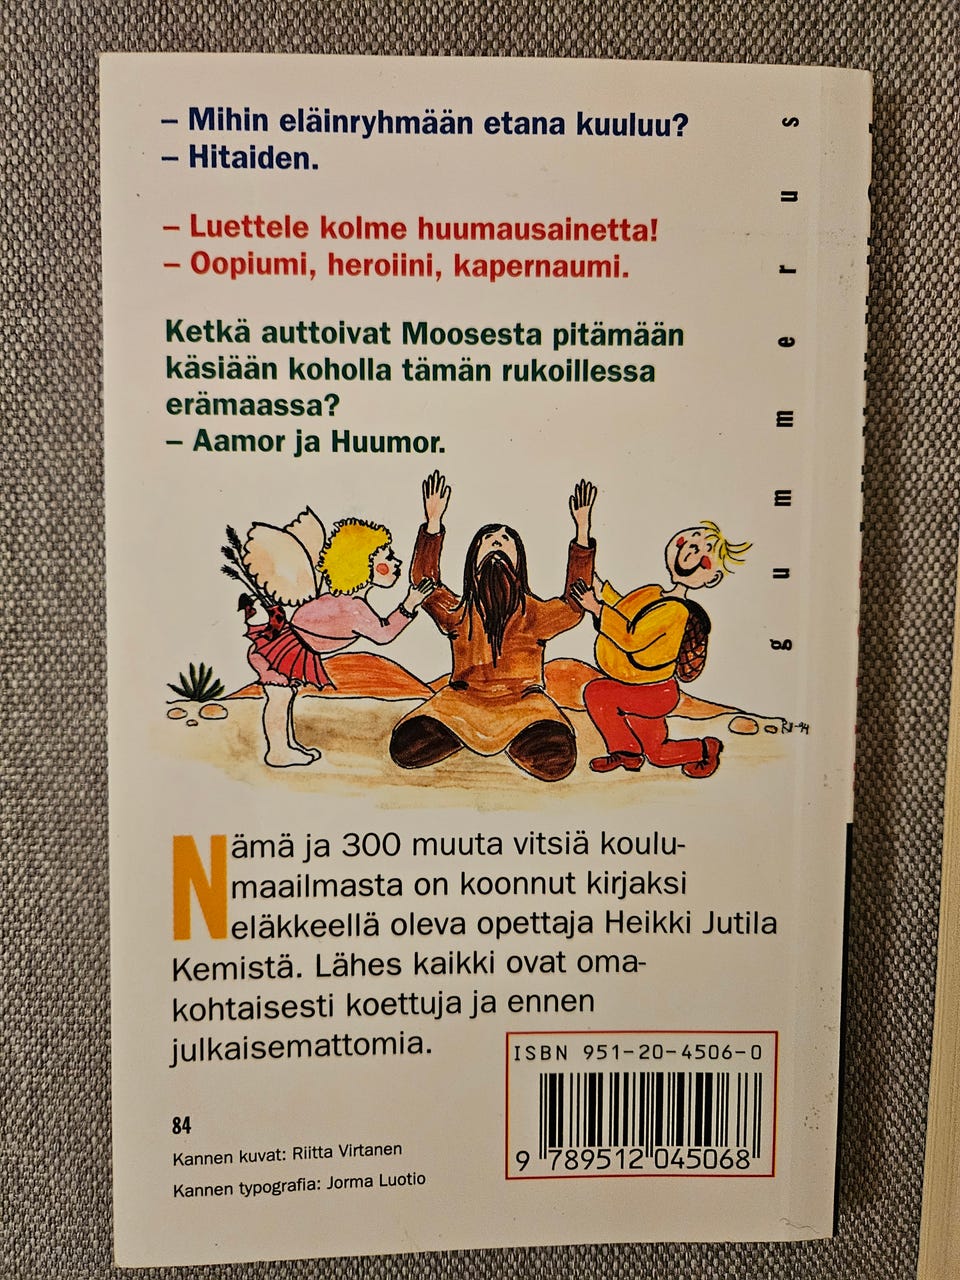 – Mihin eläinryhmään etana kuuluu?
– Hitaiden.
– Luettele kolme huumausainetta!
– Oopiumi, heroiini, kapernaumi.
Ketkä auttoivat Moosesta pitämään
käsiään koholla tämän rukoillessa
erämaassa?
– Aamor ja Huumor.
gummerus
RV-94
Nämä ja 300 muuta vitsiä koulu-
maailmasta on koonnut kirjaksi
eläkkeellä oleva opettaja Heikki Jutila
Kemistä. Lähes kaikki ovat oma-
kohtaisesti koettuja ja ennen
julkaisemattomia.
ISBN 951-20-4506-0
9 789512 045068
84
Kannen kuvat: Riitta Virtanen
Kannen typografia: Jorma Luotio